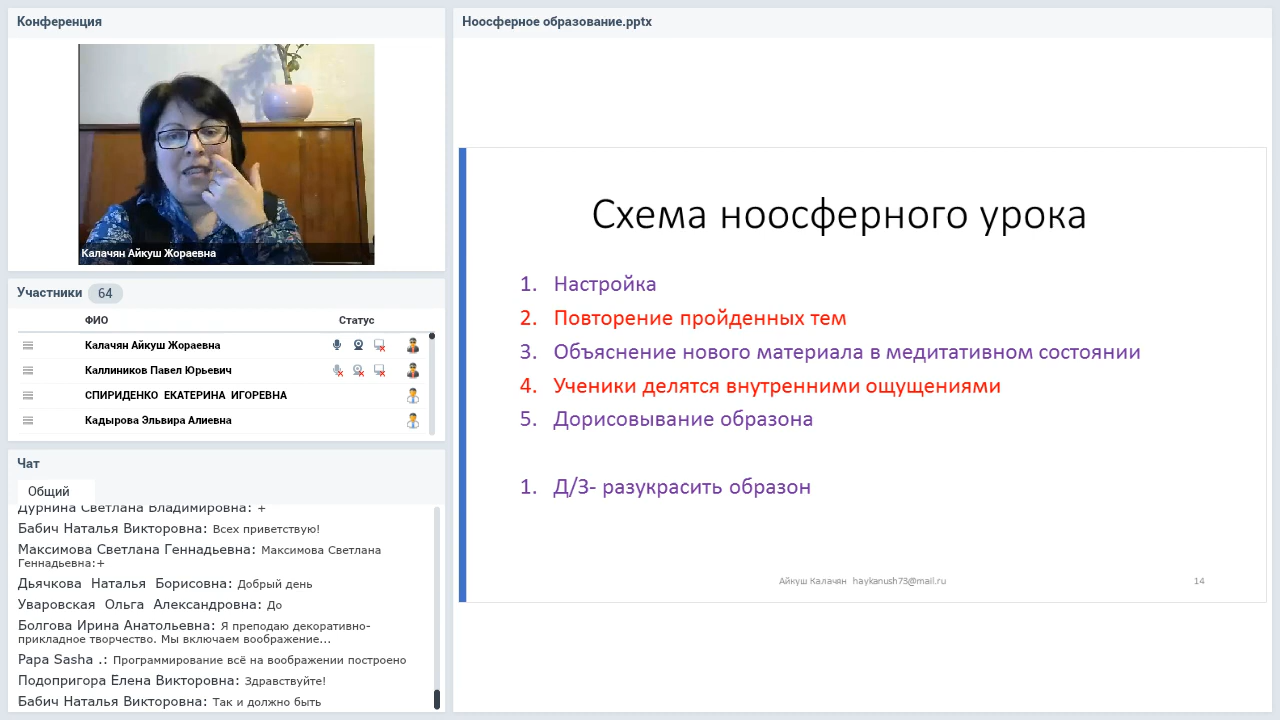 Конференция
Калачян Айкуш Жораевна
Участники 64
ФИО Статус
Калачян Айкуш Жораевна
Каллиников Павел Юрьевич
СПИРИДЕНКО ЕКАТЕРИНА ИГОРЕВНА
Кадырова Эльвира Алиевна
Чат
Общий
Дурнина Светлана Владимировна: +
Бабич Наталья Викторовна: Всех приветствую!
Максимова Светлана Геннадьевна: Максимова Светлана
Геннадьевна:+
Дьячкова Наталья Борисовна: Добрый день
Уваровская Ольга Александровна: До
Болгова Ирина Анатольевна: Я преподаю декоративно-
прикладное творчество. Мы включаем воображение...
Papa Sasha .: Программирование всё на воображении построено
Подопригора Елена Викторовна: Здравствуйте!
Бабич Наталья Викторовна: Так и должно быть
Ноосферное образование.pptx
Схема ноосферного урока
1. Настройка
2. Повторение пройденных тем
3. Объяснение нового материала в медитативном состоянии
4. Ученики делятся внутренними ощущениями
5. Дорисовывание образона
1. Д/З- разукрасить образон
Айкуш Калачян haykanush73@mail.ru 14